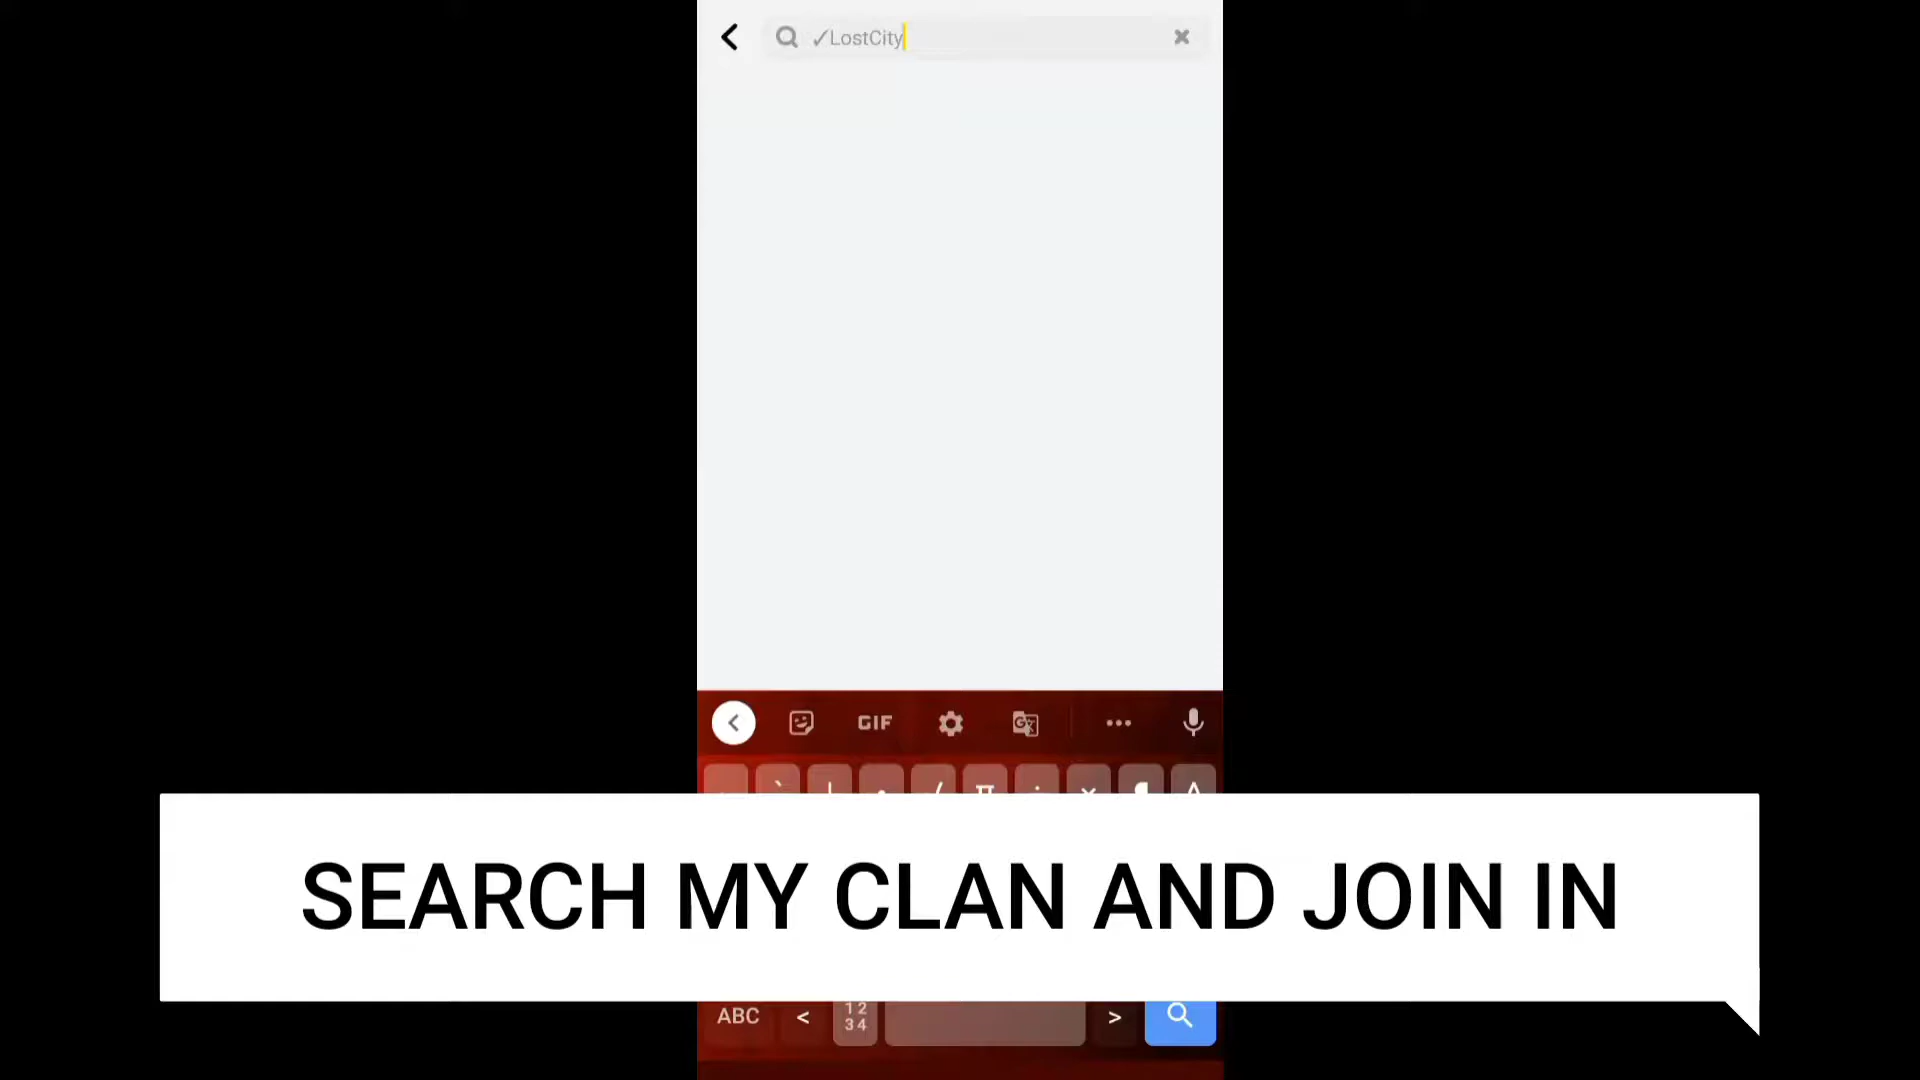 ✓LostCity
GIF
SEARCH MY CLAN AND JOIN IN
ABC < 12 34 >